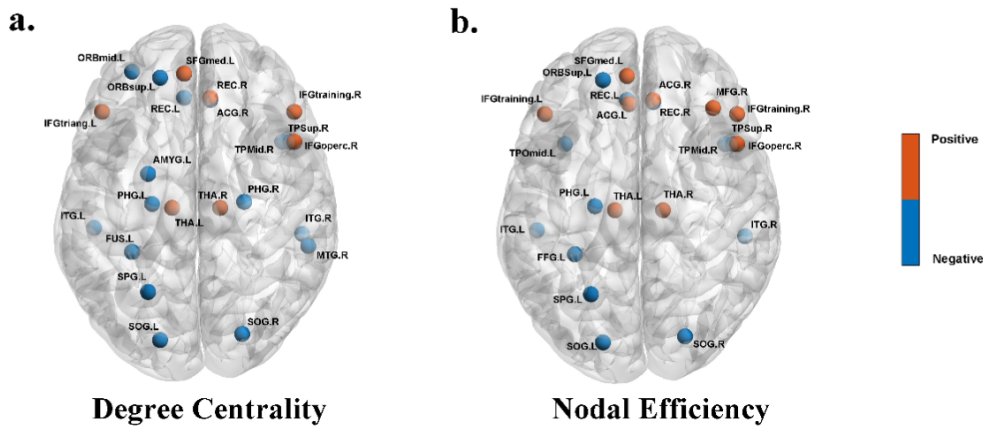 a.
ORBmid.L
SFGmed.L
ORBsup.L
REC.R
REC.L
ACG.R
IFGtraining.R
IFGtriang.L
TPSup.R
TPMid.R
IFGoperc.R
AMYG.L
PHG.L
THA.R
PHG.R
THA.L
ITG.L
ITG.R
FUS.L
MTG.R
SPG.L
SOG.L
SOG.R
Degree Centrality
b.
SFGmed.L
ORBSup.L
ACG.R
REC.L
MFG.R
IFGtraining.L
IFGtraining.R
ACG.L
REC.R
TPSup.R
TPMid.R
IFGoperc.R
TPOmid.L
PHG.L
THA.L
THA.R
ITG.L
ITG.R
FFG.L
SPG.L
SOG.L
SOG.R
Nodal Efficiency
Positive
Negative